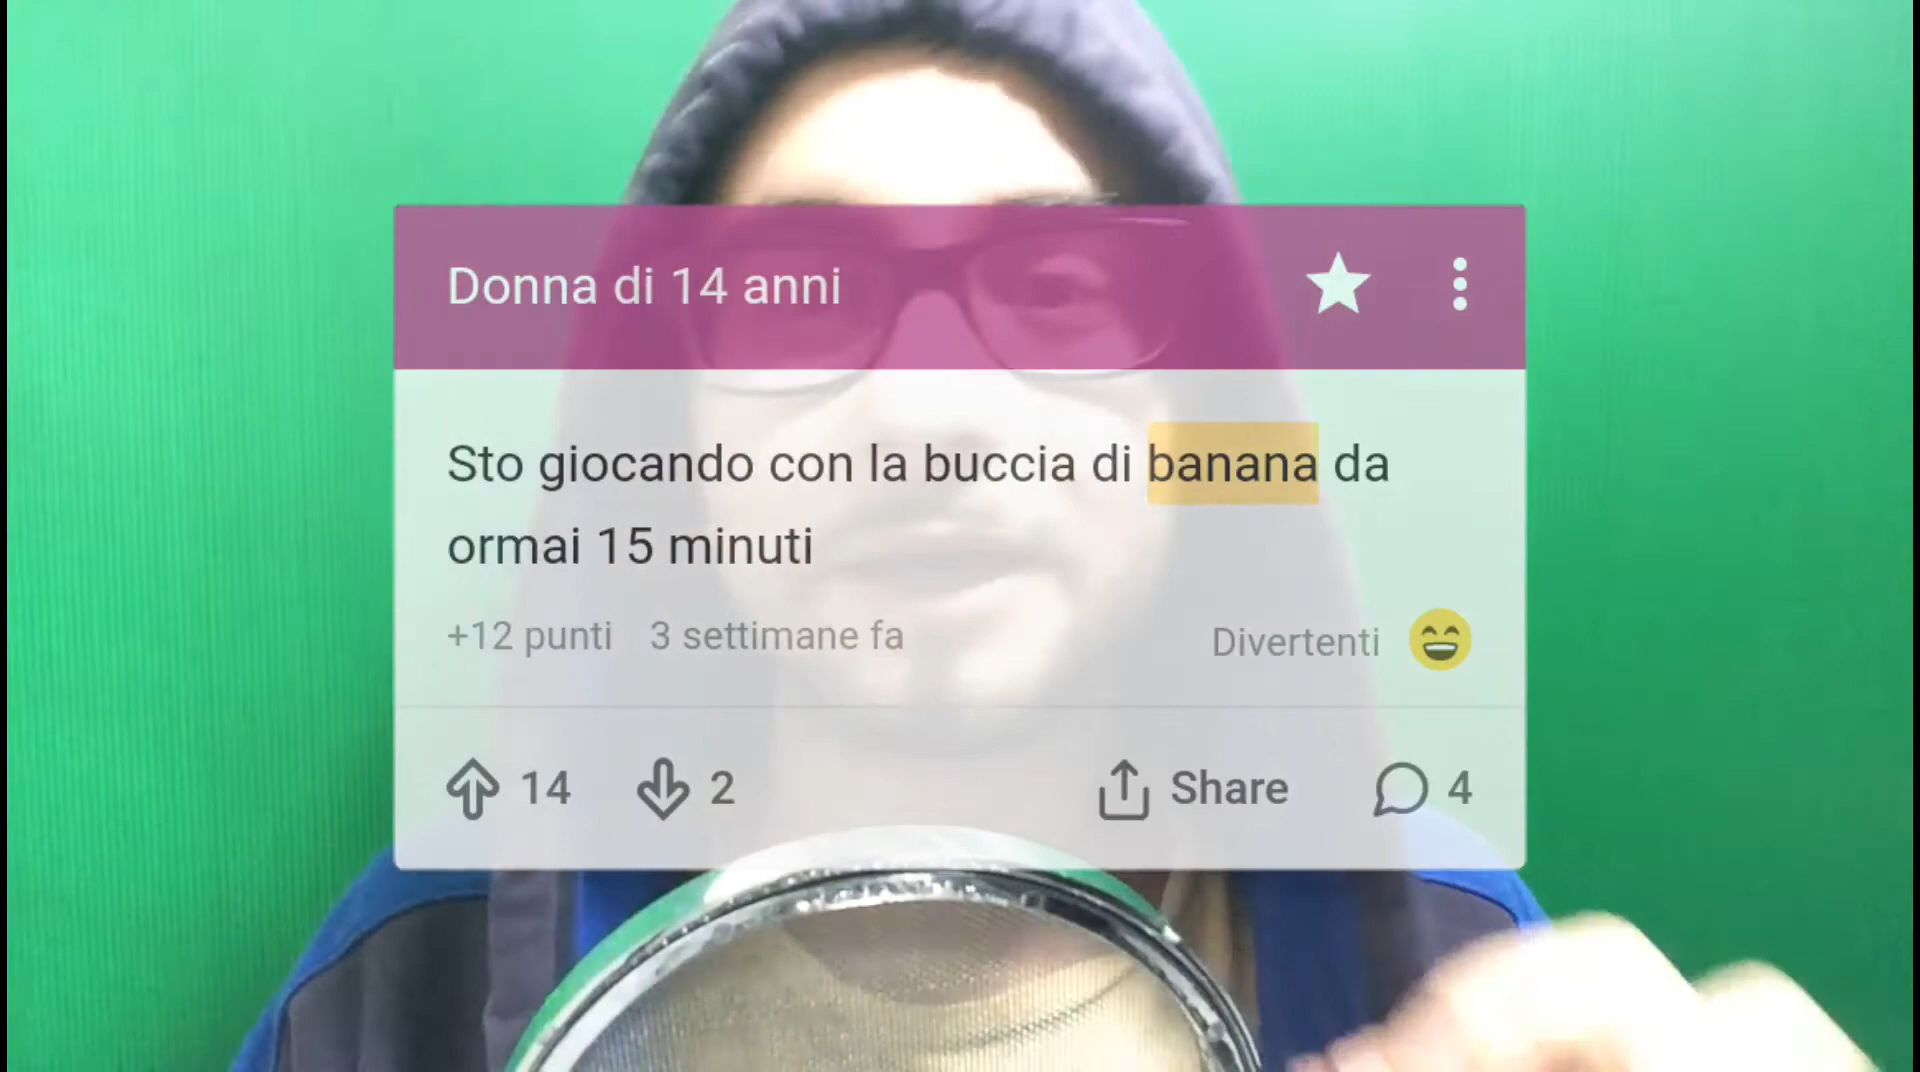 Donna di 14 anni
Sto giocando con la buccia di banana da
ormai 15 minuti
+12 punti 3 settimane fa Divertenti
14 2 Share 4